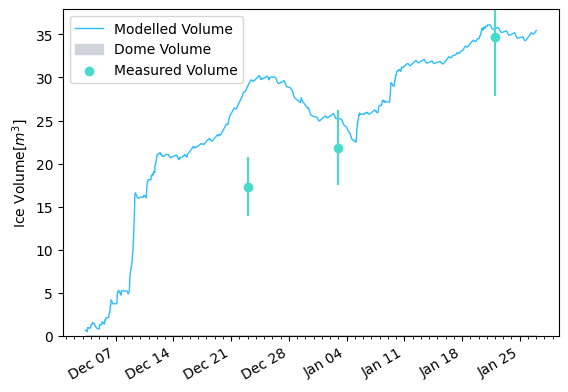 Modelled Volume
Dome Volume
Measured Volume
Ice Volume[m³]
35
30
25
20
15
10
5
0
Dec 07
Dec 14
Dec 21
Dec 28
Jan 04
Jan 11
Jan 18
Jan 25